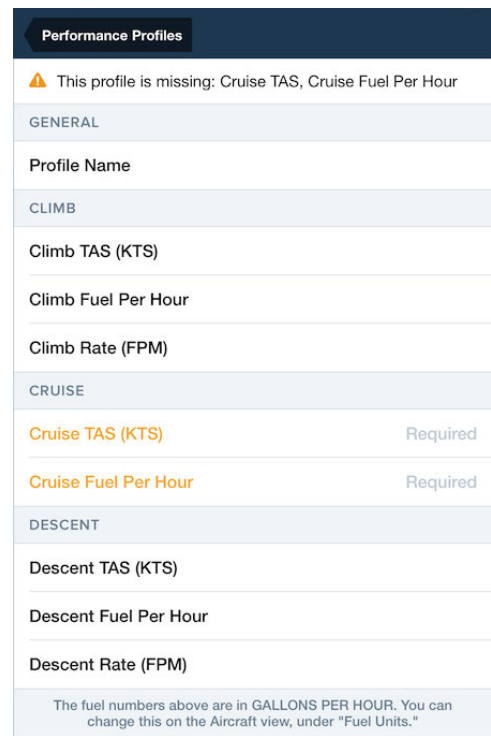 Performance Profiles
This profile is missing: Cruise TAS, Cruise Fuel Per Hour
GENERAL
Profile Name
CLIMB
Climb TAS (KTS)
Climb Fuel Per Hour
Climb Rate (FPM)
CRUISE
Cruise TAS (KTS) Required
Cruise Fuel Per Hour Required
DESCENT
Descent TAS (KTS)
Descent Fuel Per Hour
Descent Rate (FPM)
The fuel numbers above are in GALLONS PER HOUR. You can
change this on the Aircraft view, under "Fuel Units."